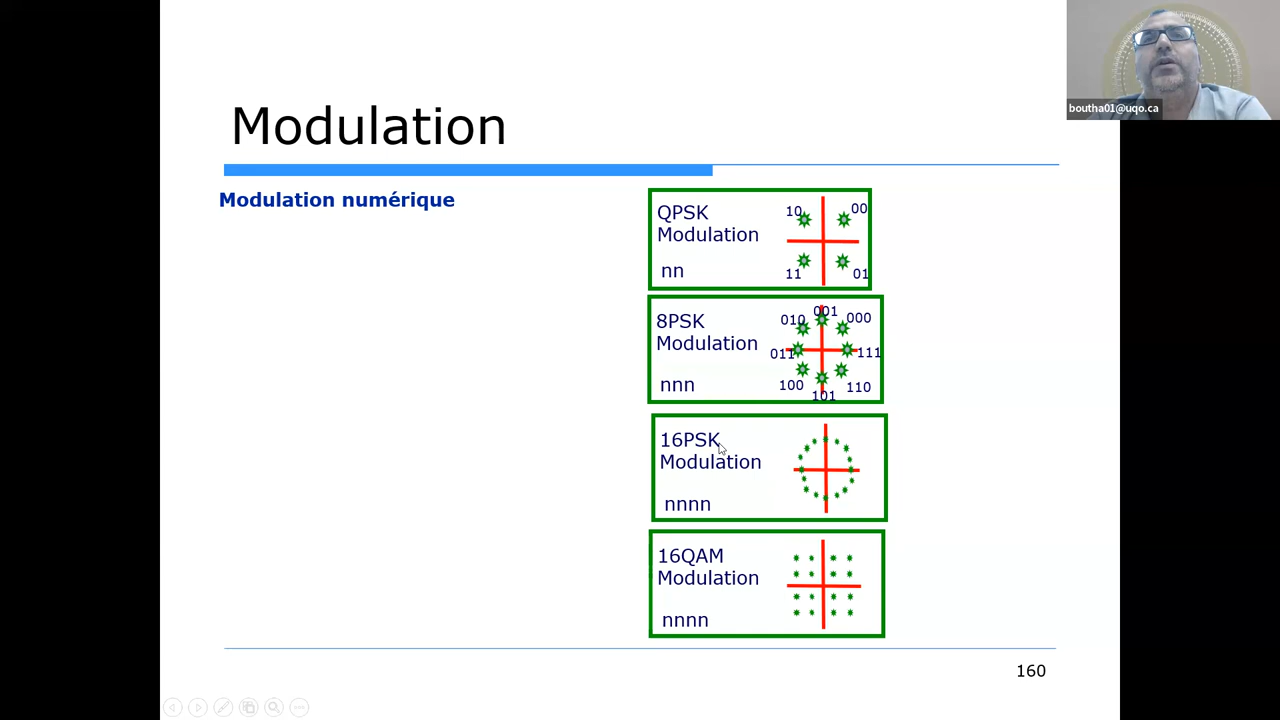 boutha01@uqo.ca
Modulation
Modulation numérique
QPSK
Modulation
nn
10
00
11
01
8PSK
Modulation
nnn
001
010
000
011
111
100
110
101
16PSK
Modulation
nnnn
16QAM
Modulation
nnnn
160